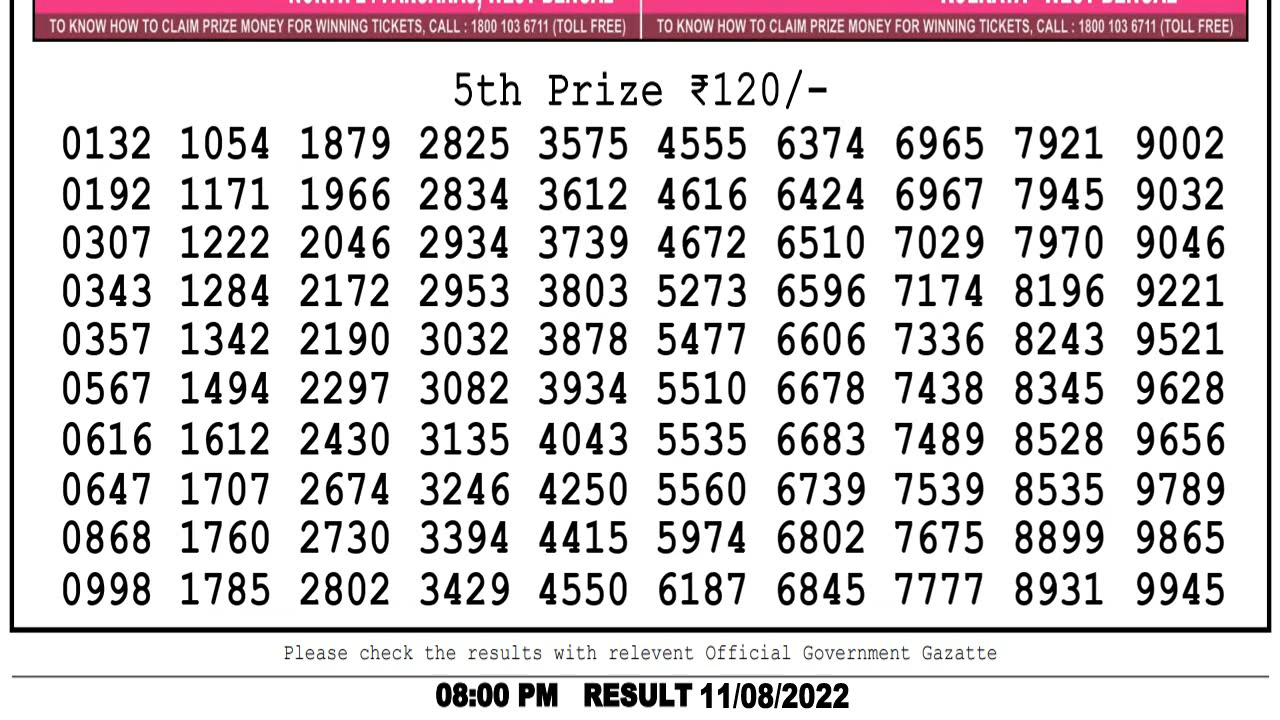 TO KNOW HOW TO CLAIM PRIZE MONEY FOR WINNING TICKETS, CALL : 1800 103 6711 (TOLL FREE) TO KNOW HOW TO CLAIM PRIZE MONEY FOR WINNING TICKETS, CALL : 1800 103 6711 (TOLL FREE)
5th Prize ₹120/-
0132 1054 1879 2825 3575 4555 6374 6965 7921 9002
0192 1171 1966 2834 3612 4616 6424 6967 7945 9032
0307 1222 2046 2934 3739 4672 6510 7029 7970 9046
0343 1284 2172 2953 3803 5273 6596 7174 8196 9221
0357 1342 2190 3032 3878 5477 6606 7336 8243 9521
0567 1494 2297 3082 3934 5510 6678 7438 8345 9628
0616 1612 2430 3135 4043 5535 6683 7489 8528 9656
0647 1707 2674 3246 4250 5560 6739 7539 8535 9789
0868 1760 2730 3394 4415 5974 6802 7675 8899 9865
0998 1785 2802 3429 4550 6187 6845 7777 8931 9945
Please check the results with relevent Official Government Gazatte
08:00 PM RESULT 11/08/2022